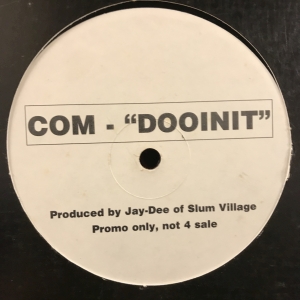 COM - “DOOINIT”
Produced by Jay-Dee of Slum Village
Promo only, not 4 sale